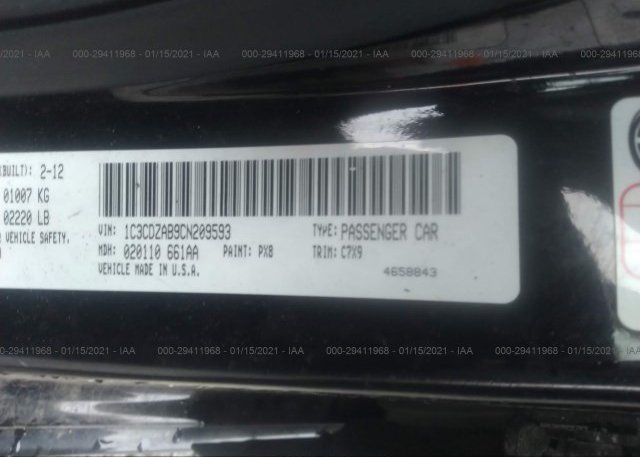 000-29411968 - 01/15/2021 - IAA
000-29411968 - 01/15/2021 - IAA
000-29411968 - 01/15/2021 - IAA
BUILT): 2-12
01007 KG
02220 LB
VEHICLE SAFETY.
VIN: 1C3CDZAB9CN209593
TYPE: PASSENGER CAR
MDH: 020110 661AA
PAINT: PX8
TRIM: C7X9
VEHICLE MADE IN U.S.A.
4658843
000-29411968 - 01/15/2021 - IAA
000-29411968 - 01/15/2021 - IAA
000-29411968 - 01/15/2021 - IAA